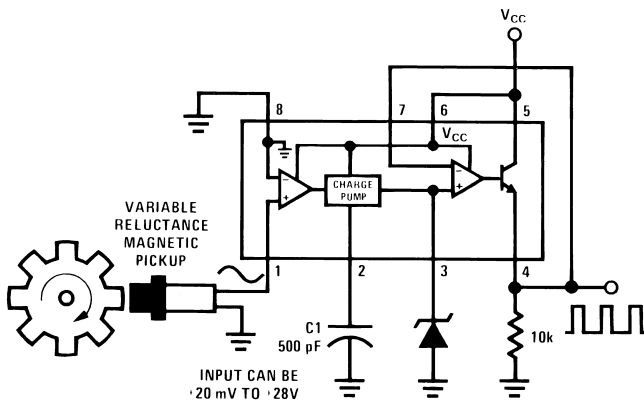 VCC
8
7
6
5
VCC
CHARGE
PUMP
VARIABLE
RELUCTANCE
MAGNETIC
PICKUP
1
2
3
4
C1
500 pF
10k
INPUT CAN BE
20 mV TO 28V